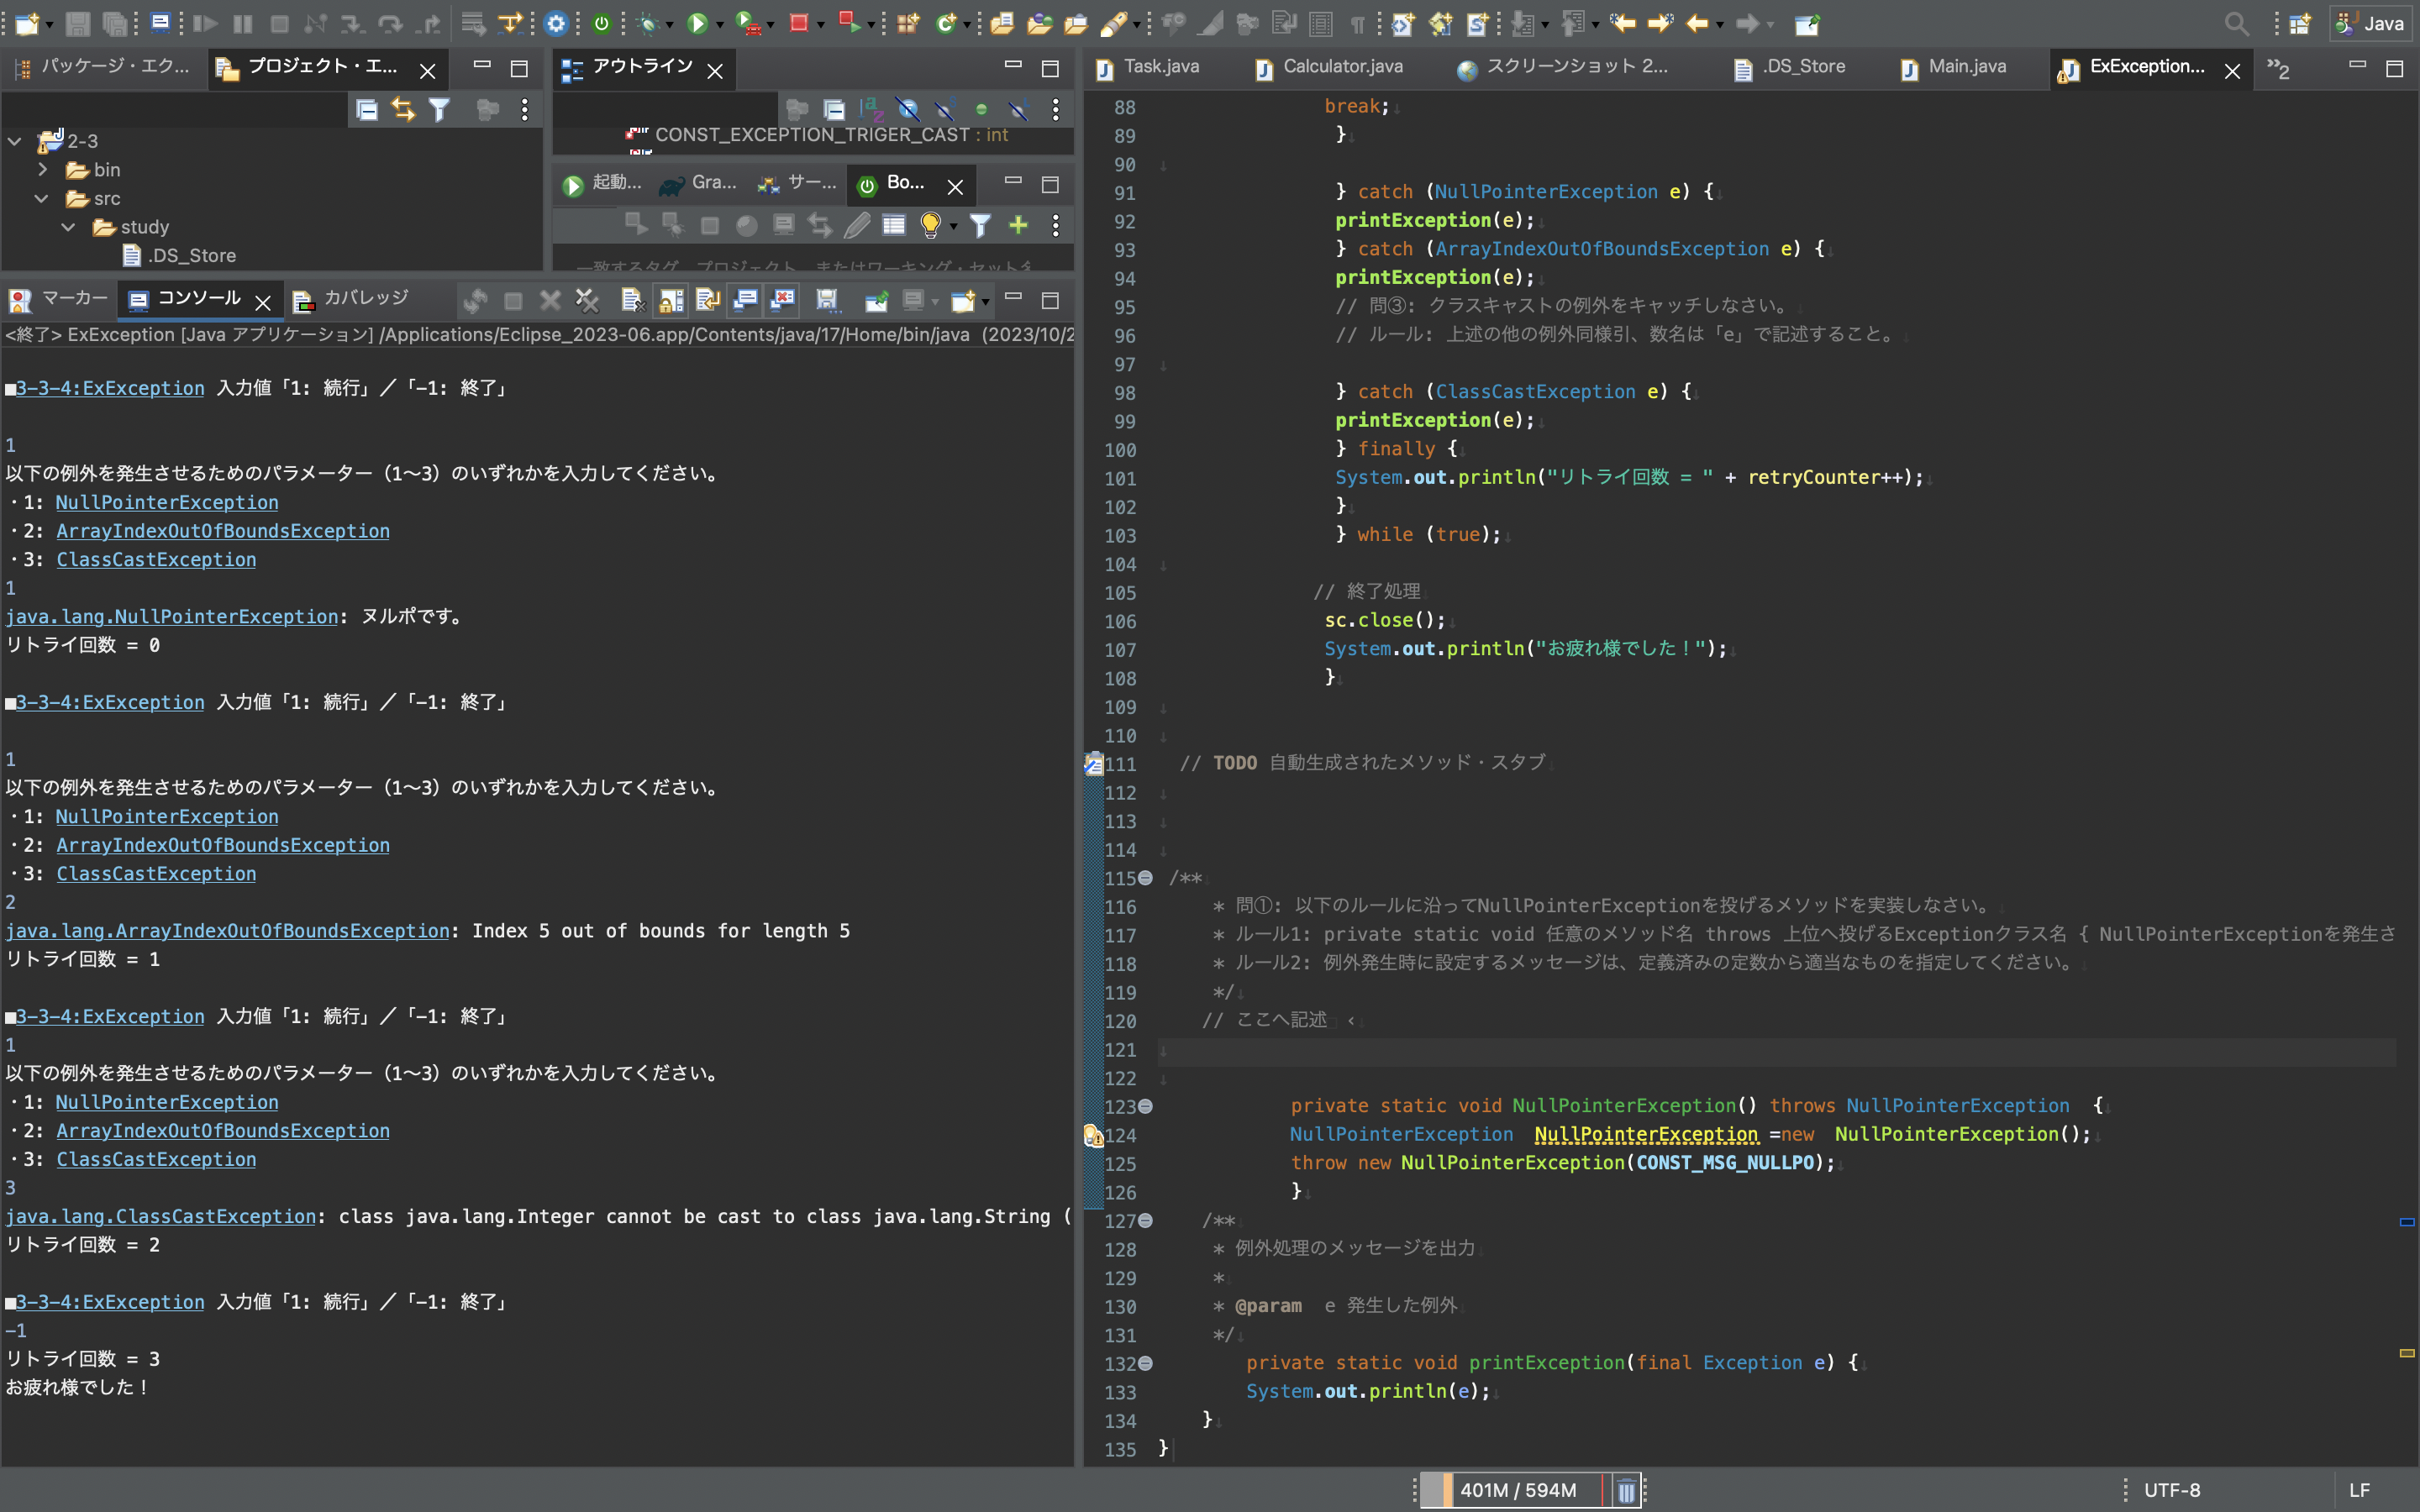 Java
パッケージ・エク...
プロジェクト・エ...
アウトライン
2-3
bin
src
study
.DS_Store
CONST_EXCEPTION_TRIGER_CAST : int
起動...
Gra...
サー...
Bo...
マーカー
コンソール
カバレッジ
<終了> ExException [Java アプリケーション] /Applications/Eclipse_2023-06.app/Contents/java/17/Home/bin/java (2023/10/2
■3-3-4:ExException 入力値「1: 続行」／「-1: 終了」
1
以下の例外を発生させるためのパラメーター（1〜3）のいずれかを入力してください。
・1: NullPointerException
・2: ArrayIndexOutOfBoundsException
・3: ClassCastException
1
java.lang.NullPointerException: ヌルポです。
リトライ回数 = 0
■3-3-4:ExException 入力値「1: 続行」／「-1: 終了」
1
以下の例外を発生させるためのパラメーター（1〜3）のいずれかを入力してください。
・1: NullPointerException
・2: ArrayIndexOutOfBoundsException
・3: ClassCastException
2
java.lang.ArrayIndexOutOfBoundsException: Index 5 out of bounds for length 5
リトライ回数 = 1
■3-3-4:ExException 入力値「1: 続行」／「-1: 終了」
1
以下の例外を発生させるためのパラメーター（1〜3）のいずれかを入力してください。
・1: NullPointerException
・2: ArrayIndexOutOfBoundsException
・3: ClassCastException
3
java.lang.ClassCastException: class java.lang.Integer cannot be cast to class java.lang.String (
リトライ回数 = 2
■3-3-4:ExException 入力値「1: 続行」／「-1: 終了」
-1
リトライ回数 = 3
お疲れ様でした！
Task.java
Calculator.java
スクリーンショット 2...
.DS_Store
Main.java
ExException...
»2
88 break;
89 }
90
91 } catch (NullPointerException e) {
92 printException(e);
93 } catch (ArrayIndexOutOfBoundsException e) {
94 printException(e);
95 // 問③: クラスキャストの例外をキャッチしなさい。
96 // ルール: 上述の他の例外同様引、数名は「e」で記述すること。
97
98 } catch (ClassCastException e) {
99 printException(e);
100 } finally {
101 System.out.println("リトライ回数 = " + retryCounter++);
102 }
103 } while (true);
104
105 // 終了処理
106 sc.close();
107 System.out.println("お疲れ様でした！");
108 }
109
110
111 // TODO 自動生成されたメソッド・スタブ
112
113
114
115 /**
116 * 問①: 以下のルールに沿ってNullPointerExceptionを投げるメソッドを実装しなさい。
117 * ルール1: private static void 任意のメソッド名 throws 上位へ投げるExceptionクラス名 { NullPointerExceptionを発生さ
118 * ルール2: 例外発生時に設定するメッセージは、定義済みの定数から適当なものを指定してください。
119 */
120 // ここへ記述
121
122
123 private static void NullPointerException() throws NullPointerException {
124 NullPointerException NullPointerException =new NullPointerException();
125 throw new NullPointerException(CONST_MSG_NULLPO);
126 }
127 /**
128 * 例外処理のメッセージを出力
129 *
130 * @param e 発生した例外
131 */
132 private static void printException(final Exception e) {
133 System.out.println(e);
134 }
135 }
401M / 594M
UTF-8
LF